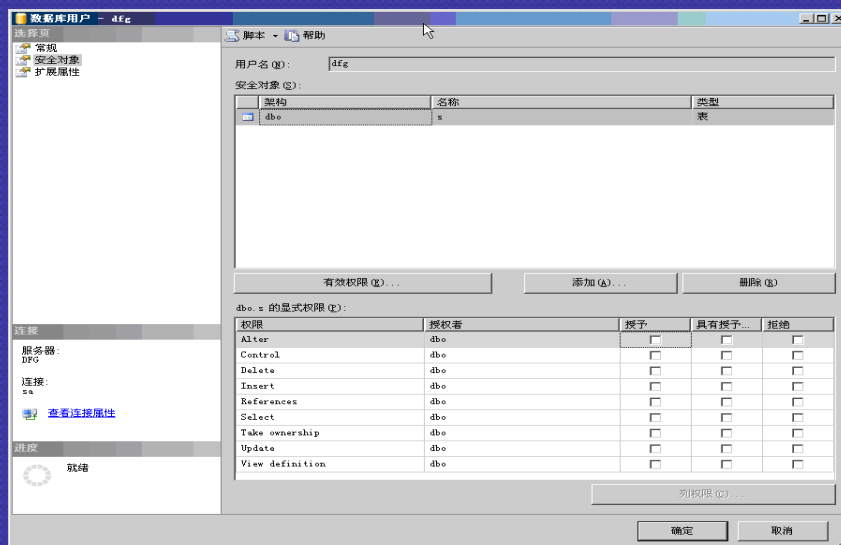 数据库用户 - dfg
选择页
常规
安全对象
扩展属性
脚本 帮助
用户名(N): dfg
安全对象(S):
架构 名称 类型
dbo s 表
有效权限(E)... 添加(A)... 删除(R)
dbo.s 的显式权限(P):
权限 授权者 授予 具有授予... 拒绝
Alter dbo
Control dbo
Delete dbo
Insert dbo
References dbo
Select dbo
Take ownership dbo
Update dbo
View definition dbo
列权限(C)...
连接
服务器:
DFG
连接:
sa
查看连接属性
进度
就绪
确定 取消